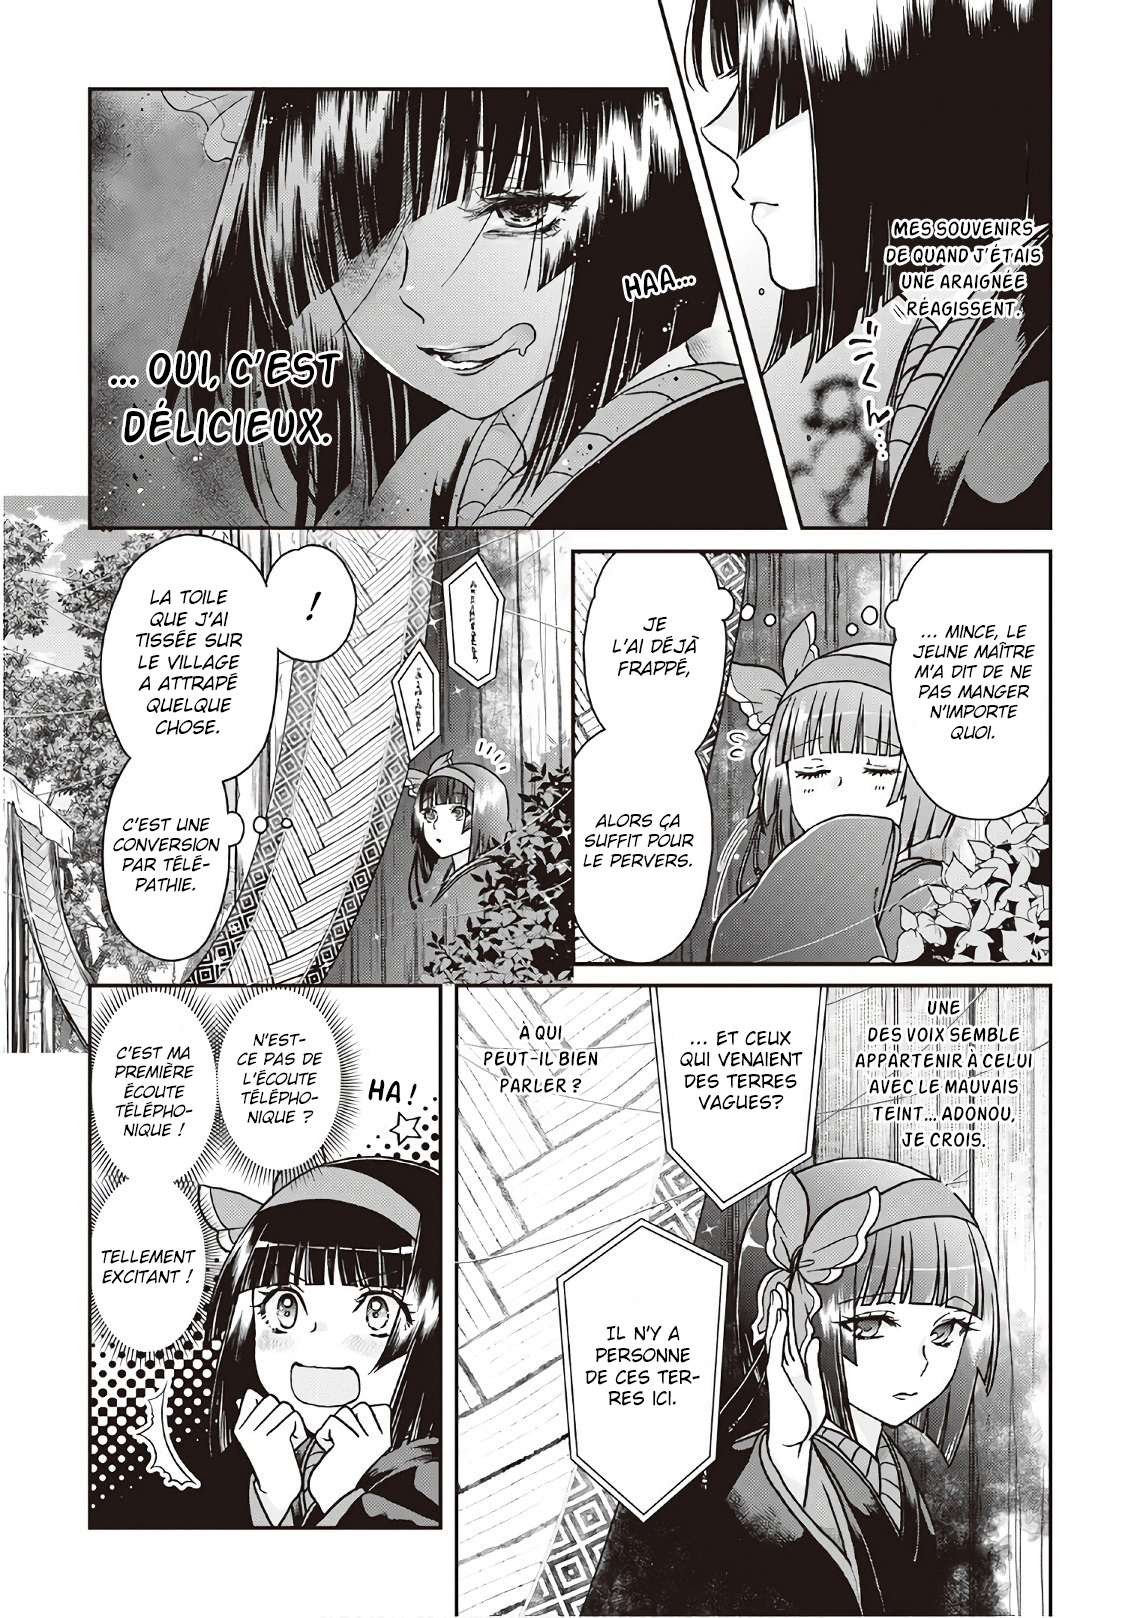 MES SOUVENIRS
DE QUAND J'ÉTAIS
UNE ARAIGNÉE
RÉAGISSENT.
HAA...
... OUI, C'EST
DÉLICIEUX.
... MINCE, LE
JEUNE MAÎTRE
M'A DIT DE NE
PAS MANGER
N'IMPORTE
QUOI.
JE
L'AI DÉJÀ
FRAPPÉ,
ALORS ÇA
SUFFIT POUR
LE PERVERS.
!
LA TOILE
QUE J'AI
TISSÉE SUR
LE VILLAGE
A ATTRAPÉ
QUELQUE
CHOSE.
C'EST UNE
CONVERSION
PAR TÉLÉ-
PATHIE.
UNE
DES VOIX SEMBLE
APPARTENIR À CELUI
AVEC LE MAUVAIS
TEINT... ADONOU,
JE CROIS.
... ET CEUX
QUI VENAIENT
DES TERRES
VAGUES?
À QUI
PEUT-IL BIEN
PARLER ?
IL N'Y A
PERSONNE
DE CES TER-
RES ICI.
HA !
N'EST-
CE PAS DE
L'ÉCOUTE
TÉLÉPHO-
NIQUE ?
C'EST MA
PREMIÈRE
ÉCOUTE
TÉLÉPHO-
NIQUE !
TELLEMENT
EXCITANT !